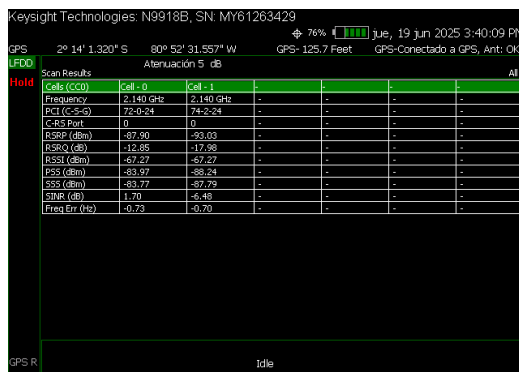 Keysight Technologies: N9918B, SN: MY61263429
76% jue, 19 jun 2025 3:40:09 PM
GPS 2º 14' 1.320" S 80º 52' 31.557" W GPS- 125.7 Feet GPS-Conectado a GPS, Ant: OK
LFDD Atenuación 5 dB
Scan Results All
Hold
Cells (CC0) Cell - 0 Cell - 1 - - - -
Frequency 2.140 GHz 2.140 GHz - - - -
PCI (C-S-G) 72-0-24 74-2-24 - - - -
C-RS Port 0 0 - - - -
RSRP (dBm) -87.90 -93.03 - - - -
RSRQ (dB) -12.85 -17.98 - - - -
RSSI (dBm) -67.27 -67.27 - - - -
PSS (dBm) -83.97 -88.24 - - - -
SSS (dBm) -83.77 -87.79 - - - -
SINR (dB) 1.70 -6.48 - - - -
Freq Err (Hz) -0.73 -0.70 - - - -
GPS R Idle